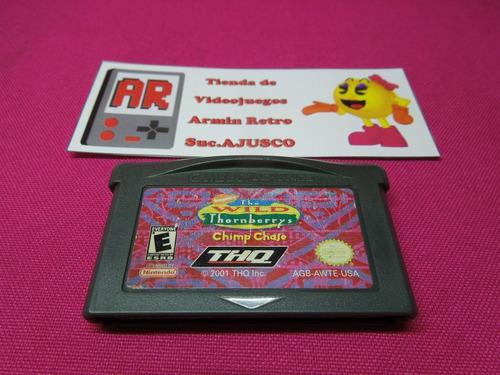 AR
Tienda de
Videojuegos
Armin Retro
Suc.AJUSCO
The
WILD
Thornberrys
Chimp Chase
EVERYONE
E
ESRB
THQ
Nintendo
© 2001 THQ Inc.
AGB-AWTE-USA